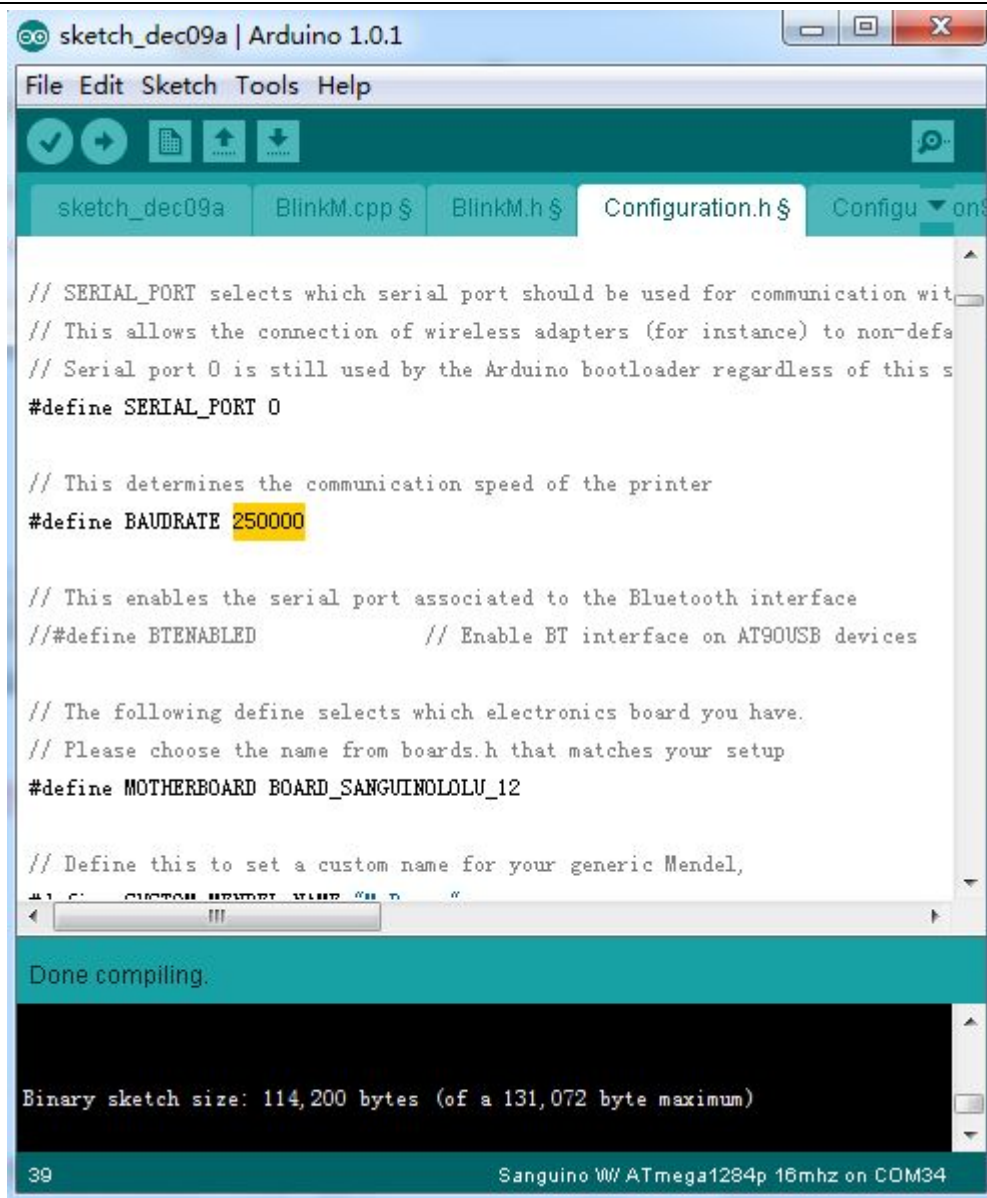 sketch_dec09a | Arduino 1.0.1
File Edit Sketch Tools Help
sketch_dec09a BlinkM.cpp § BlinkM.h § Configuration.h § Configu on
// SERIAL_PORT selects which serial port should be used for communication wit
// This allows the connection of wireless adapters (for instance) to non-defa
// Serial port 0 is still used by the Arduino bootloader regardless of this s
#define SERIAL_PORT 0
// This determines the communication speed of the printer
#define BAUDRATE 250000
// This enables the serial port associated to the Bluetooth interface
//#define BTENABLED // Enable BT interface on AT90USB devices
// The following define selects which electronics board you have.
// Please choose the name from boards.h that matches your setup
#define MOTHERBOARD BOARD_SANGUINOLOLU_12
// Define this to set a custom name for your generic Mendel,
Done compiling.
Binary sketch size: 114,200 bytes (of a 131,072 byte maximum)
39 Sanguino W/ ATmega1284p 16mhz on COM34